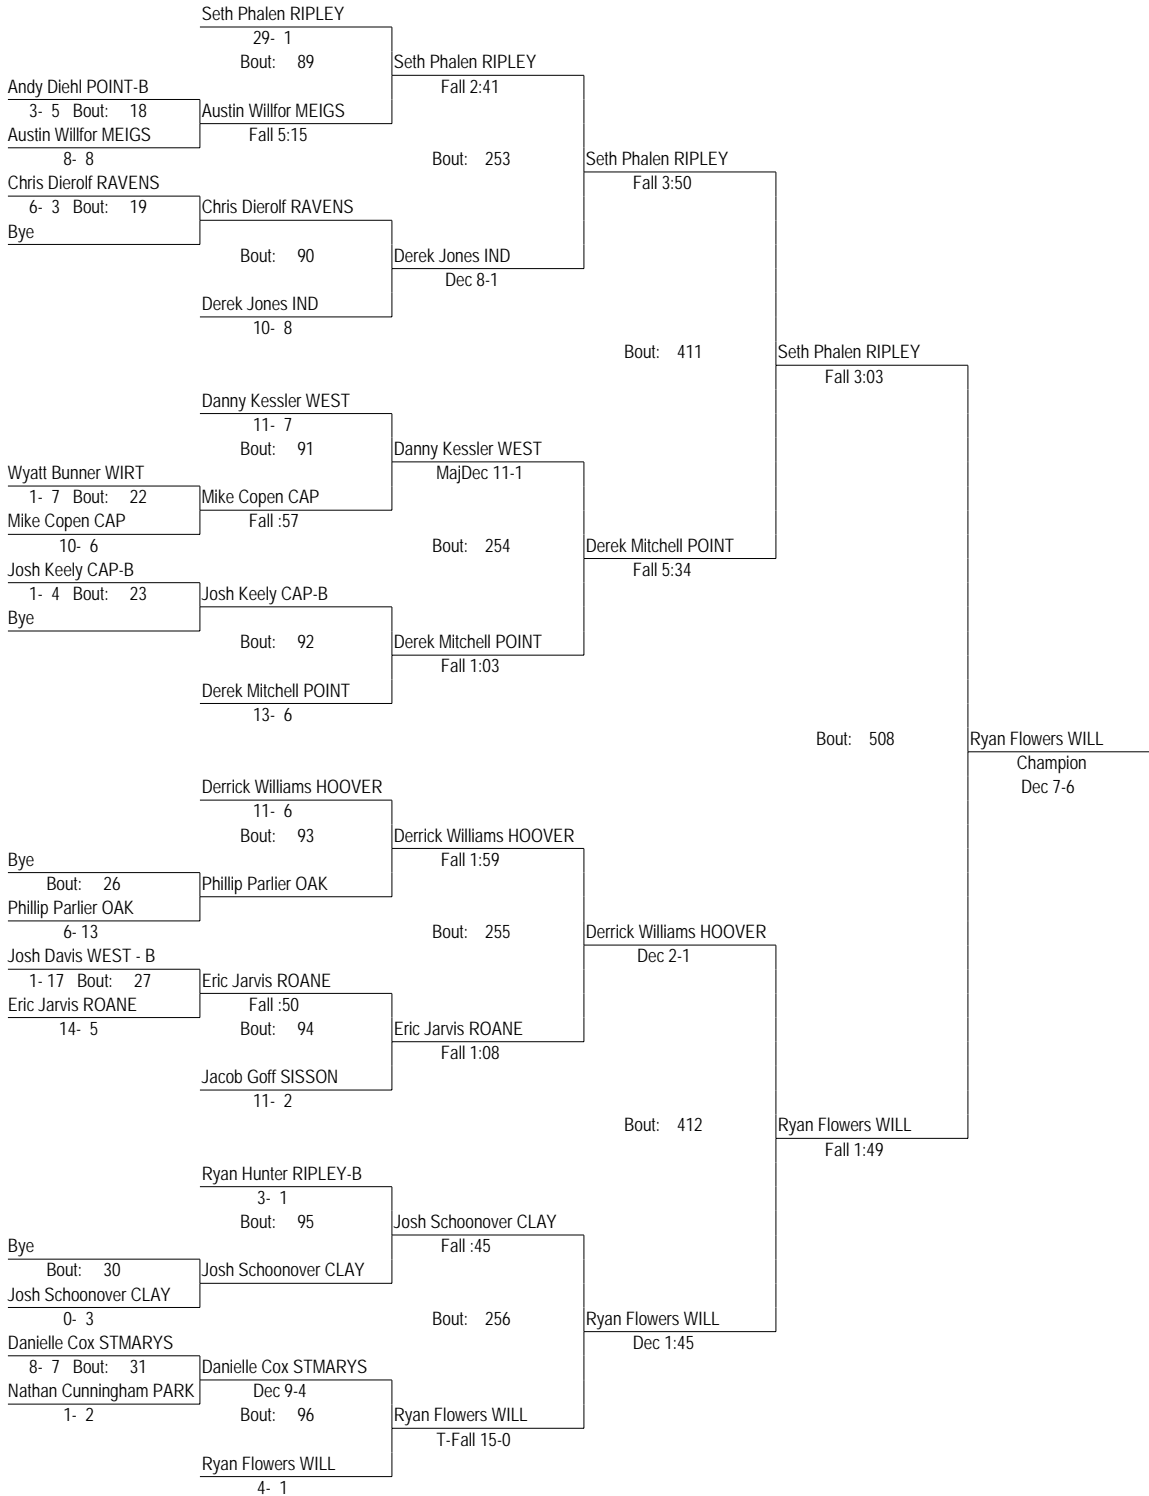 Seth Phalen RIPLEY
29- 1
Bout: 89
Seth Phalen RIPLEY
Fall 2:41
Andy Diehl POINT-B
3- 5 Bout: 18
Austin Willfor MEIGS
Fall 5:15
Austin Willfor MEIGS
8- 8
Bout: 253
Seth Phalen RIPLEY
Fall 3:50
Chris Dierolf RAVENS
6- 3 Bout: 19
Chris Dierolf RAVENS
Bye
Bout: 90
Derek Jones IND
Dec 8-1
Derek Jones IND
10- 8
Bout: 411
Seth Phalen RIPLEY
Fall 3:03
Danny Kessler WEST
11- 7
Bout: 91
Danny Kessler WEST
MajDec 11-1
Wyatt Bunner WIRT
1- 7 Bout: 22
Mike Copen CAP
Fall :57
Mike Copen CAP
10- 6
Bout: 254
Derek Mitchell POINT
Fall 5:34
Josh Keely CAP-B
1- 4 Bout: 23
Josh Keely CAP-B
Bye
Bout: 92
Derek Mitchell POINT
Fall 1:03
Derek Mitchell POINT
13- 6
Bout: 508
Ryan Flowers WILL
Champion
Dec 7-6
Derrick Williams HOOVER
11- 6
Bout: 93
Derrick Williams HOOVER
Fall 1:59
Bye
Bout: 26
Phillip Parlier OAK
Phillip Parlier OAK
6- 13
Bout: 255
Derrick Williams HOOVER
Dec 2-1
Josh Davis WEST - B
1- 17 Bout: 27
Eric Jarvis ROANE
Fall :50
Eric Jarvis ROANE
14- 5
Bout: 94
Eric Jarvis ROANE
Fall 1:08
Jacob Goff SISSON
11- 2
Bout: 412
Ryan Flowers WILL
Fall 1:49
Ryan Hunter RIPLEY-B
3- 1
Bout: 95
Josh Schoonover CLAY
Fall :45
Bye
Bout: 30
Josh Schoonover CLAY
Josh Schoonover CLAY
0- 3
Bout: 256
Ryan Flowers WILL
Dec 1:45
Danielle Cox STMARYS
8- 7 Bout: 31
Danielle Cox STMARYS
Dec 9-4
Nathan Cunningham PARK
1- 2
Bout: 96
Ryan Flowers WILL
T-Fall 15-0
Ryan Flowers WILL
4- 1